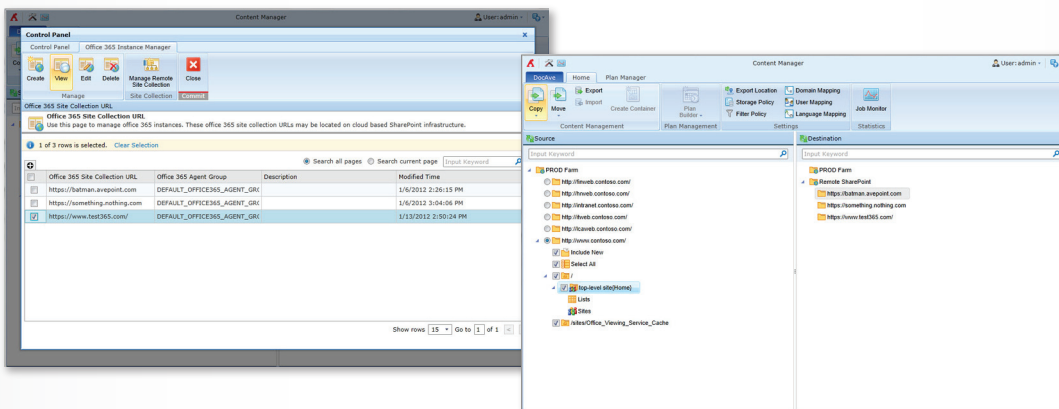 Content Manager
User: admin
Control Panel
x
Control Panel
Office 365 Instance Manager
Create
View
Edit
Delete
Manage Remote
Site Collection
Close
Manage
Site Collection
Commit
Office 365 Site Collection URL
Office 365 Site Collection URL
Use this page to manage office 365 instances. These office 365 site collection URLs may be located on cloud based SharePoint infrastructure.
1 of 3 rows is selected. Clear Selection
Search all pages
Search current page
Input Keyword
Office 365 Site Collection URL
Office 365 Agent Group
Description
Modified Time
https://batman.avepoint.com
DEFAULT_OFFICE365_AGENT_GR(
1/6/2012 2:26:15 PM
https://something.nothing.com
DEFAULT_OFFICE365_AGENT_GR(
1/6/2012 3:04:06 PM
https://www.test365.com/
DEFAULT_OFFICE365_AGENT_GR(
1/13/2012 2:50:24 PM
Show rows 15 Go to 1 of 1
Content Manager
User: admin
DocAve
Home
Plan Manager
Copy
Move
Export
Import
Create Container
Plan
Builder
Export Location
Storage Policy
Filter Policy
Domain Mapping
User Mapping
Language Mapping
Job Monitor
Content Management
Plan Management
Settings
Statistics
Source
Input Keyword
PROD Farm
http://finweb.contoso.com/
http://hrweb.contoso.com/
http://intranet.contoso.com/
http://itweb.contoso.com/
http://lcaweb.contoso.com/
http://www.contoso.com/
Include New
Select All
/
top-level site(Home)
Lists
Sites
/sites/Office_Viewing_Service_Cache
Destination
Input Keyword
PROD Farm
Remote SharePoint
https://batman.avepoint.com
https://something.nothing.com
https://www.test365.com/